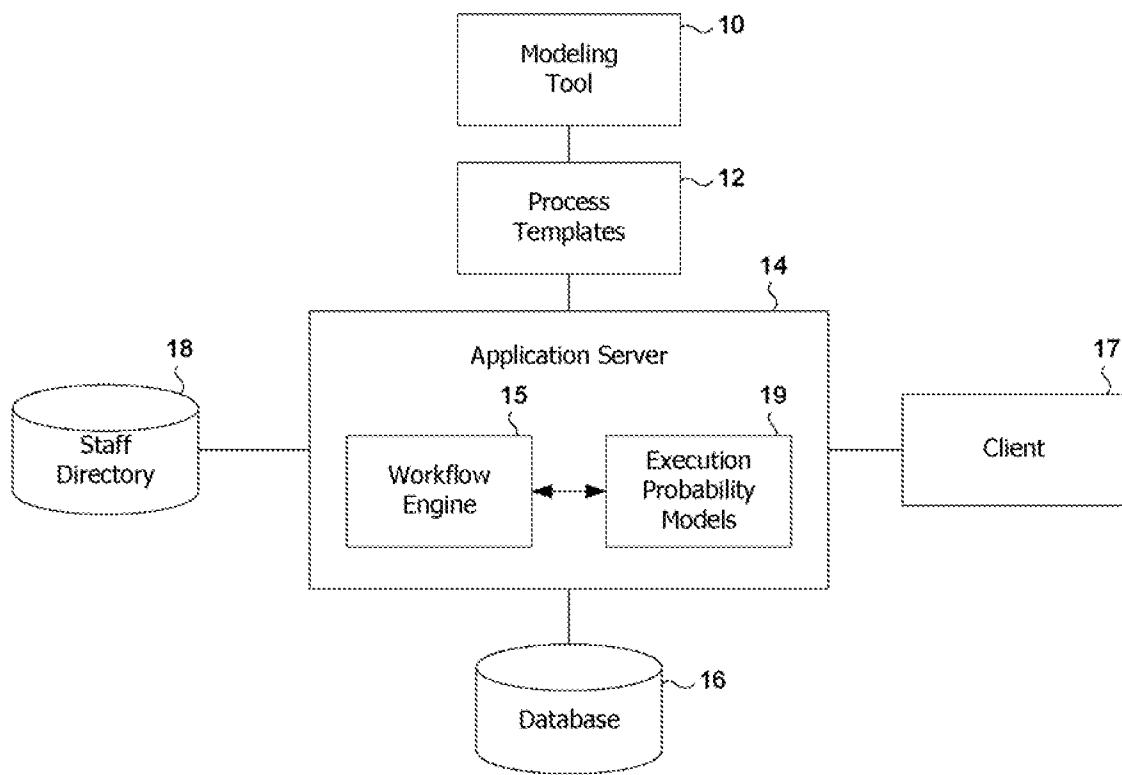 10
Modeling
Tool
12
Process
Templates
14
Application Server
18
Staff
Directory
15
Workflow
Engine
19
Execution
Probability
Models
17
Client
16
Database